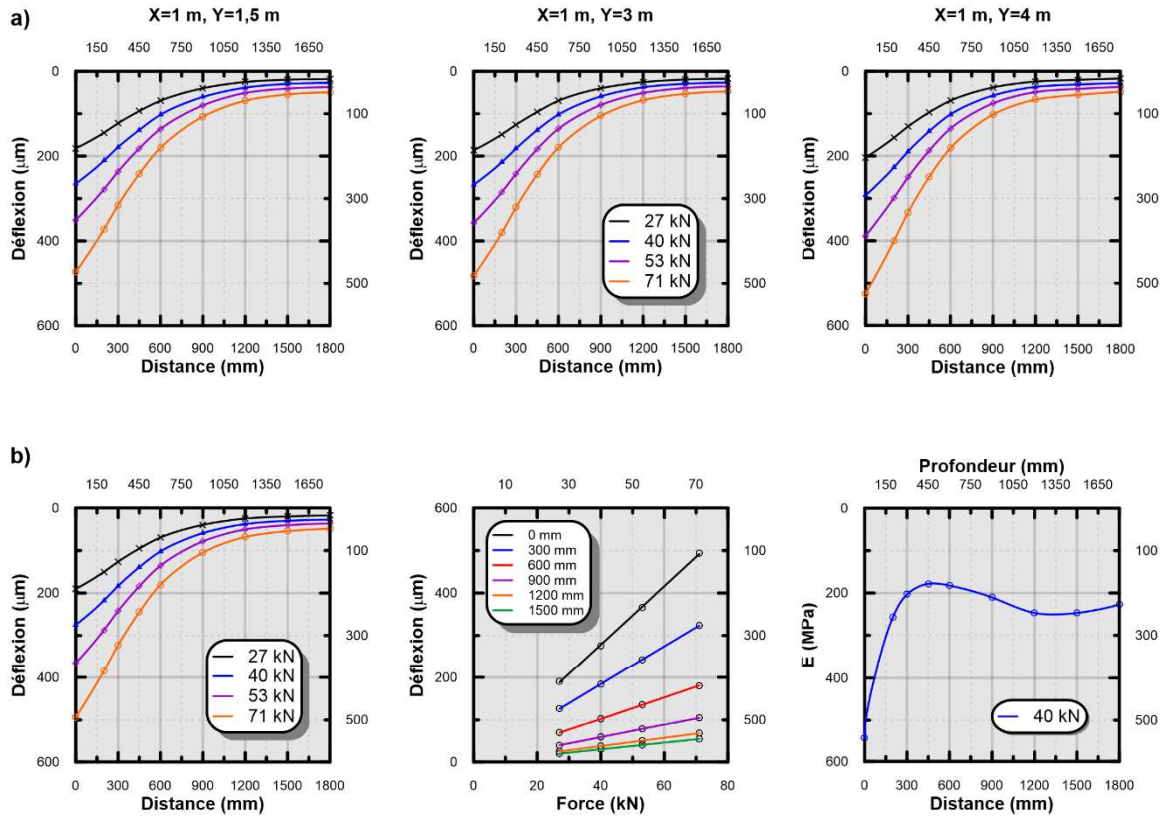 a)
X=1 m, Y=1,5 m
X=1 m, Y=3 m
X=1 m, Y=4 m
150 450 750 1050 1350 1650
150 450 750 1050 1350 1650
150 450 750 1050 1350 1650
Déflexion (µm)
0
200
400
600
100
300
500
0 300 600 900 1200 1500 1800
Distance (mm)
Déflexion (µm)
0
200
400
600
100
300
500
27 kN
40 kN
53 kN
71 kN
0 300 600 900 1200 1500 1800
Distance (mm)
Déflexion (µm)
0
200
400
600
100
300
500
0 300 600 900 1200 1500 1800
Distance (mm)
b)
150 450 750 1050 1350 1650
Déflexion (µm)
0
200
400
600
100
300
500
27 kN
40 kN
53 kN
71 kN
0 300 600 900 1200 1500 1800
Distance (mm)
10 30 50 70
Déflexion (µm)
600
400
200
0
100
300
500
0 mm
300 mm
600 mm
900 mm
1200 mm
1500 mm
0 20 40 60 80
Force (kN)
Profondeur (mm)
150 450 750 1050 1350 1650
E (MPa)
0
200
400
600
100
300
500
40 kN
0 300 600 900 1200 1500 1800
Distance (mm)